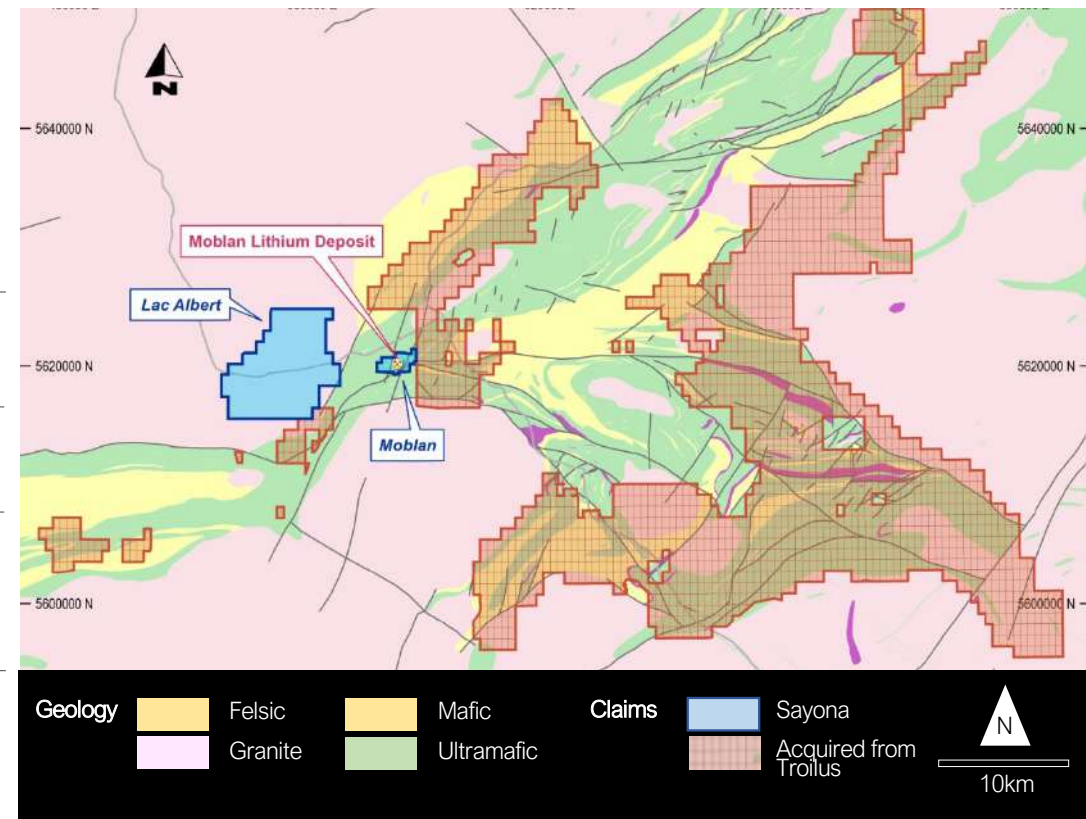 N
5640000 N
5640000 N
Moblan Lithium Deposit
Lac Albert
5620000 N
5620000 N
Moblan
5600000 N
5600000 N
Geology
Felsic
Mafic
Claims
Sayona
Granite
Ultramafic
Acquired from
Troilus
N
10km